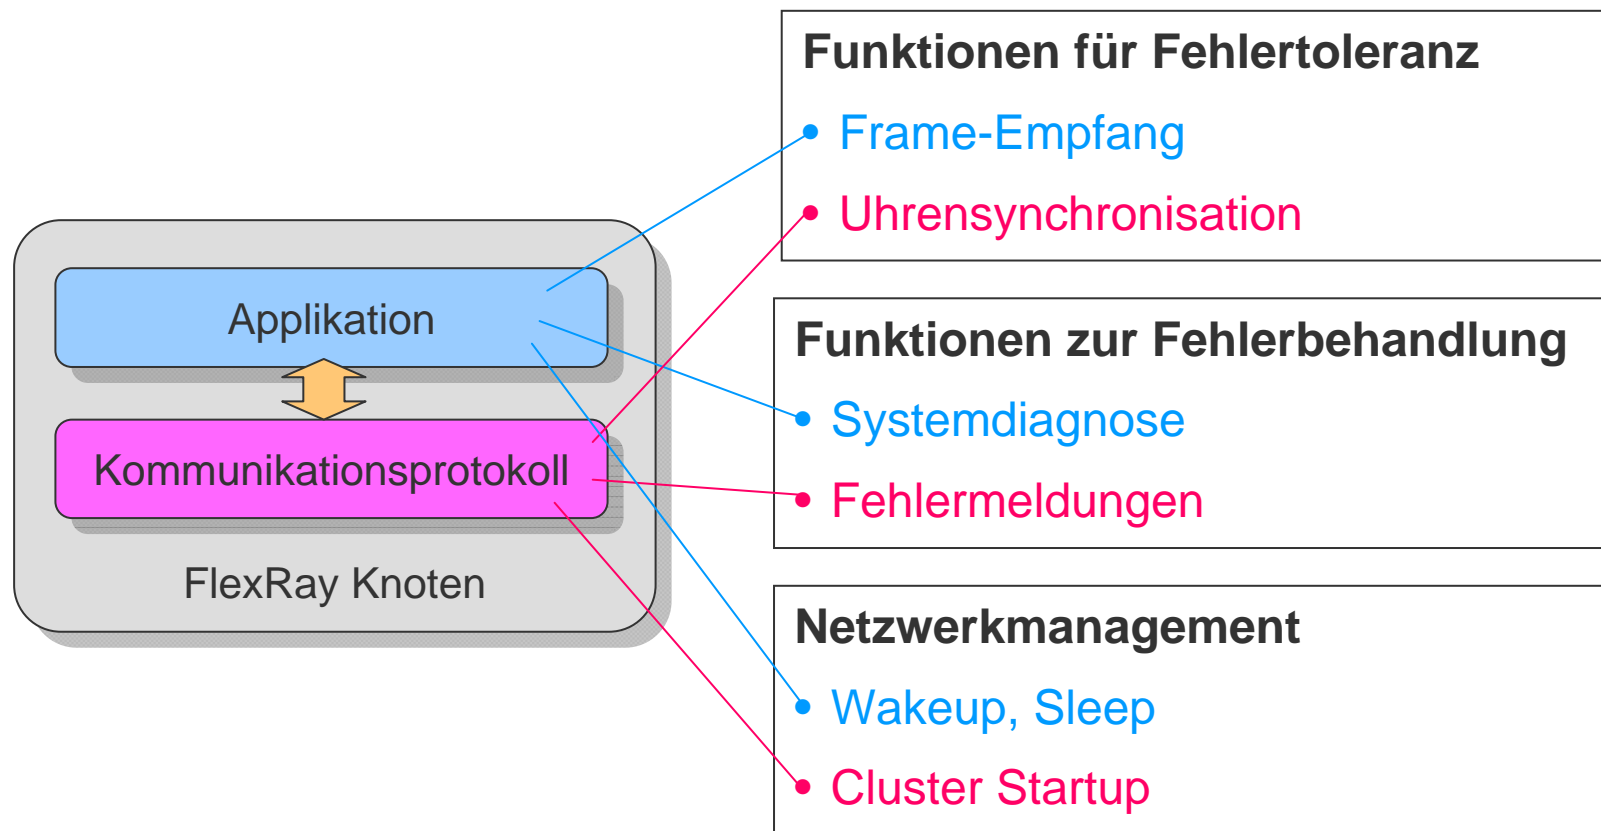 Funktionen für Fehlertoleranz
Frame-Empfang
Uhrensynchronisation
Applikation
Kommunikationsprotokoll
FlexRay Knoten
Funktionen zur Fehlerbehandlung
Systemdiagnose
Fehlermeldungen
Netzwerkmanagement
Wakeup, Sleep
Cluster Startup